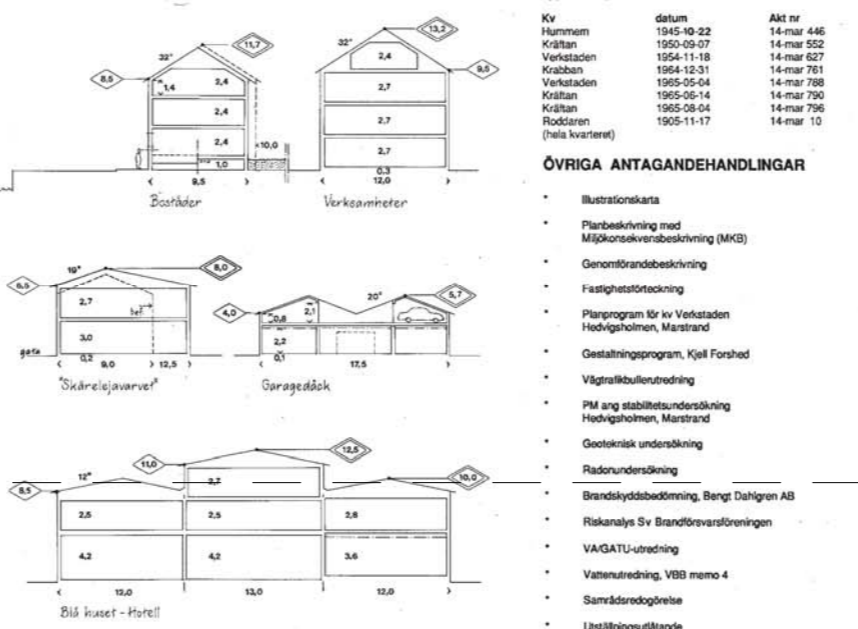 32° 11,7
8,5
1,4 2,4
2,4
2,4
×10,0
1,0
9,5
Bostäder
32° 13,2
9,5
2,4
2,7
2,7
2,7
0,3
12,0
Verksamheter
19° 8,0
6,5
2,7
bef.
3,0
gata
0,2 9,0 12,5
"Skärelejavarvet"
20° 5,7
4,0
0,8 2,1
2,2
0,1
17,5
Garagedäck
12,5
11,0
12° 10,0
8,5
2,7
2,5 2,5 2,8
4,2 4,2 3,6
12,0 13,0 12,0
Blå huset - Hotell
Kv datum Akt nr
Hummern 1945-10-22 14-mar 446
Kräftan 1950-09-07 14-mar 552
Verkstaden 1954-11-18 14-mar 627
Krabban 1964-12-31 14-mar 761
Verkstaden 1965-05-04 14-mar 788
Kräftan 1965-06-14 14-mar 790
Kräftan 1965-08-04 14-mar 796
Roddaren 1905-11-17 14-mar 10
(hela kvarteret)
ÖVRIGA ANTAGANDEHANDLINGAR
* Illustrationskarta
* Planbeskrivning med
Miljökonsekvensbeskrivning (MKB)
* Genomförandebeskrivning
* Fastighetsförteckning
* Planprogram för kv Verkstaden
Hedvigsholmen, Marstrand
* Gestaltningsprogram, Kjell Forshed
* Vägtrafikbullerutredning
* PM ang stabilitetsundersökning
Hedvigsholmen, Marstrand
* Geoteknisk undersökning
* Radonundersökning
* Brandskyddsbedömning, Bengt Dahlgren AB
* Riskanalys Sv Brandförsvarsföreningen
* VA/GATU-utredning
* Vattenutredning, VBB memo 4
* Samrådsredogörelse
* Utställningsutlåtande